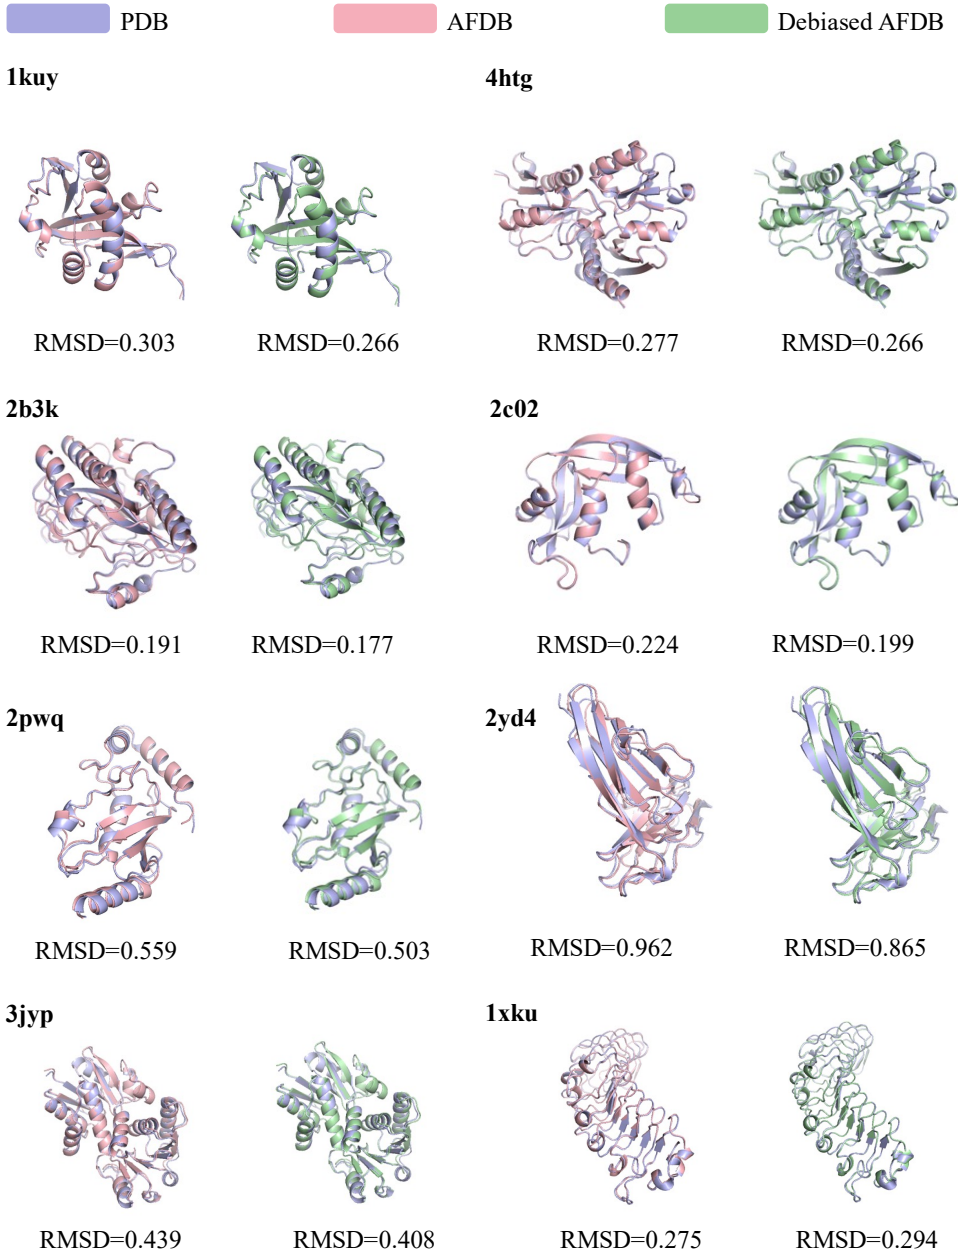 PDB AFDB Debiased AFDB
1kuy 4htg
RMSD=0.303 RMSD=0.266 RMSD=0.277 RMSD=0.266
2b3k 2c02
RMSD=0.191 RMSD=0.177 RMSD=0.224 RMSD=0.199
2pwq 2yd4
RMSD=0.559 RMSD=0.503 RMSD=0.962 RMSD=0.865
3jyp 1xku
RMSD=0.439 RMSD=0.408 RMSD=0.275 RMSD=0.294